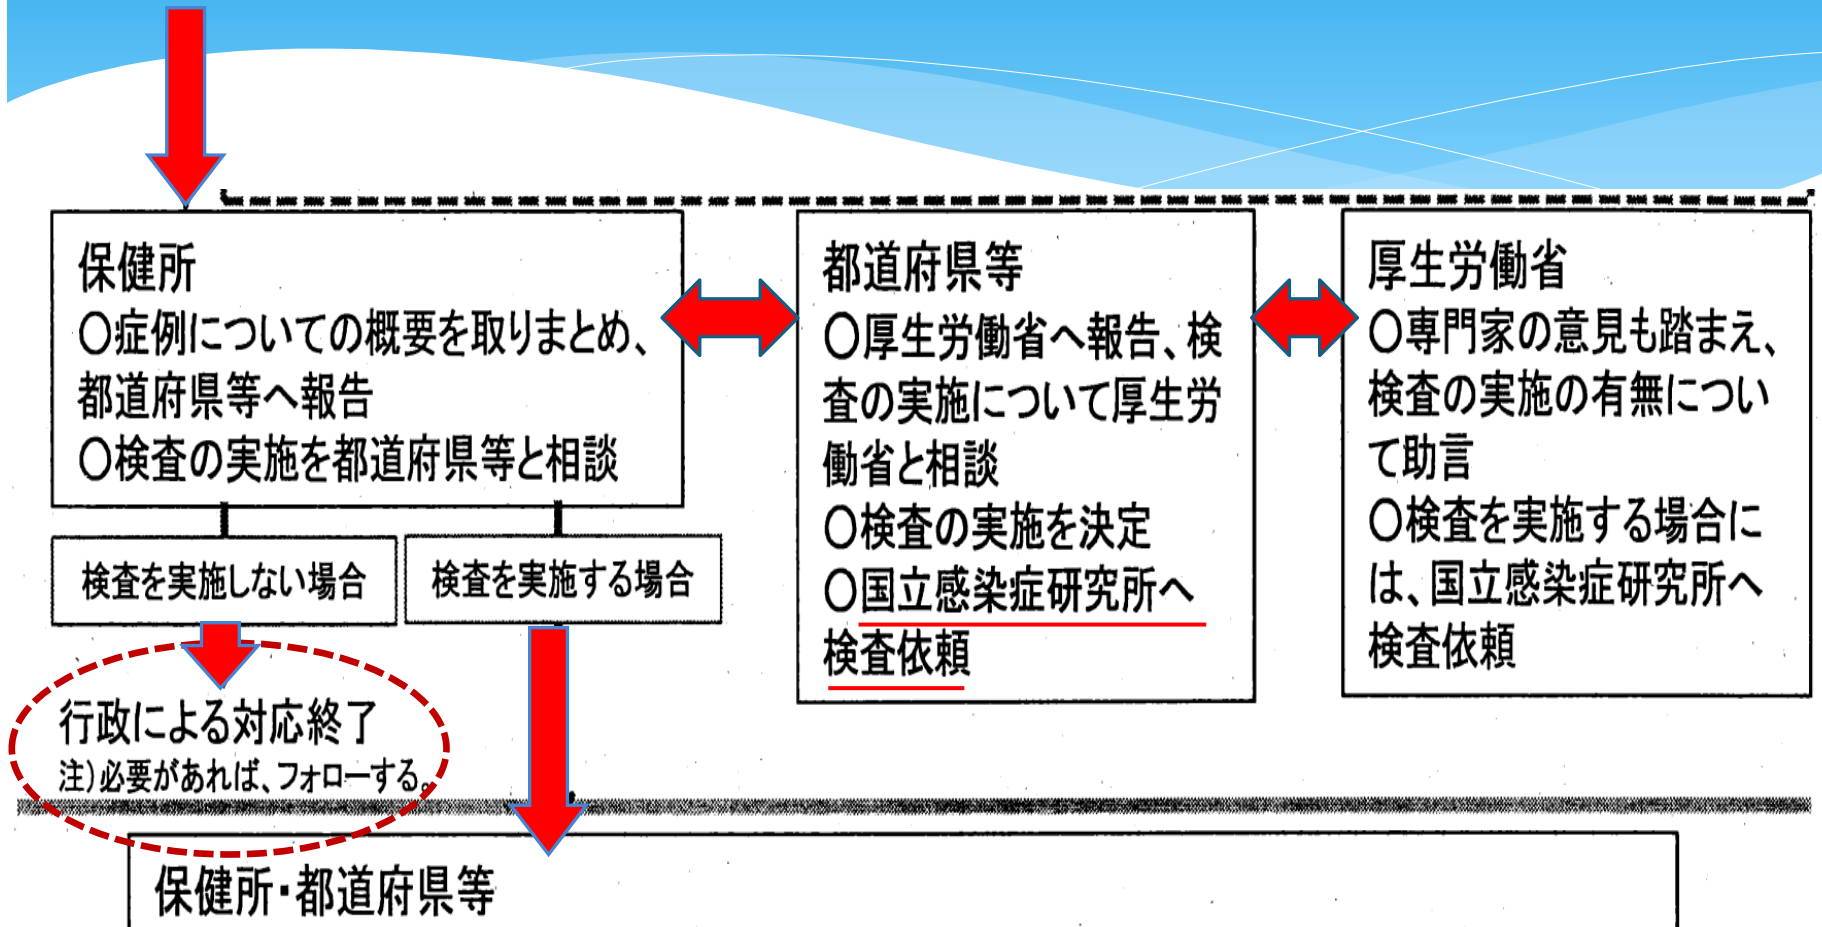 保健所
〇症例についての概要を取りまとめ、
都道府県等へ報告
〇検査の実施を都道府県等と相談
都道府県等
〇厚生労働省へ報告、検
査の実施について厚生労
働省と相談
〇検査の実施を決定
〇国立感染症研究所へ
検査依頼
厚生労働省
〇専門家の意見も踏まえ、
検査の実施の有無につい
て助言
〇検査を実施する場合に
は、国立感染症研究所へ
検査依頼
検査を実施しない場合
検査を実施する場合
行政による対応終了
注)必要があれば、フォローする。
保健所・都道府県等